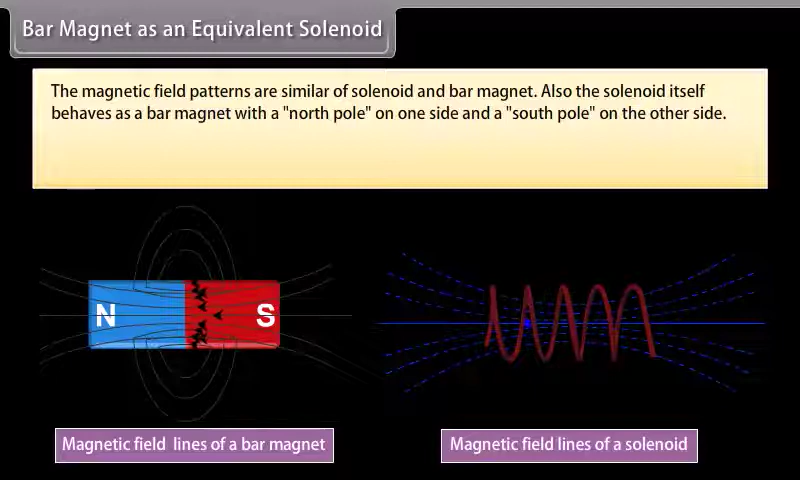 Bar Magnet as an Equivalent Solenoid
The magnetic field patterns are similar of solenoid and bar magnet. Also the solenoid itself
behaves as a bar magnet with a "north pole" on one side and a "south pole" on the other side.
N S
Magnetic field lines of a bar magnet
Magnetic field lines of a solenoid